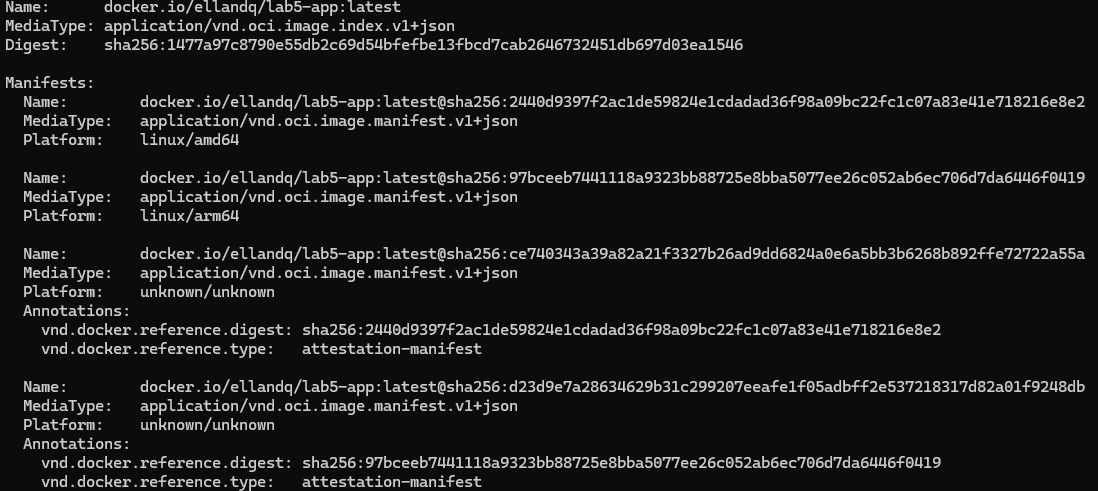 Name:      docker.io/ellandq/lab5-app:latest
MediaType: application/vnd.oci.image.index.v1+json
Digest:    sha256:1477a97c8790e55db2c69d54bfefbe13fbcd7cab2646732451db697d03ea1546

Manifests:
  Name:        docker.io/ellandq/lab5-app:latest@sha256:2440d9397f2ac1de59824e1cdadad36f98a09bc22fc1c07a83e41e718216e8e2
  MediaType:   application/vnd.oci.image.manifest.v1+json
  Platform:    linux/amd64

  Name:        docker.io/ellandq/lab5-app:latest@sha256:97bceeb7441118a9323bb88725e8bba5077ee26c052ab6ec706d7da6446f0419
  MediaType:   application/vnd.oci.image.manifest.v1+json
  Platform:    linux/arm64

  Name:        docker.io/ellandq/lab5-app:latest@sha256:ce740343a39a82a21f3327b26ad9dd6824a0e6a5bb3b6268b892ffe72722a55a
  MediaType:   application/vnd.oci.image.manifest.v1+json
  Platform:    unknown/unknown
  Annotations:
    vnd.docker.reference.digest: sha256:2440d9397f2ac1de59824e1cdadad36f98a09bc22fc1c07a83e41e718216e8e2
    vnd.docker.reference.type:   attestation-manifest

  Name:        docker.io/ellandq/lab5-app:latest@sha256:d23d9e7a28634629b31c299207eeafe1f05adbff2e537218317d82a01f9248db
  MediaType:   application/vnd.oci.image.manifest.v1+json
  Platform:    unknown/unknown
  Annotations:
    vnd.docker.reference.digest: sha256:97bceeb7441118a9323bb88725e8bba5077ee26c052ab6ec706d7da6446f0419
    vnd.docker.reference.type:   attestation-manifest